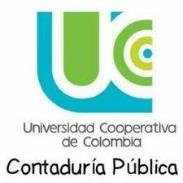 Universidad Cooperativa
de Colombia
Contaduría Pública